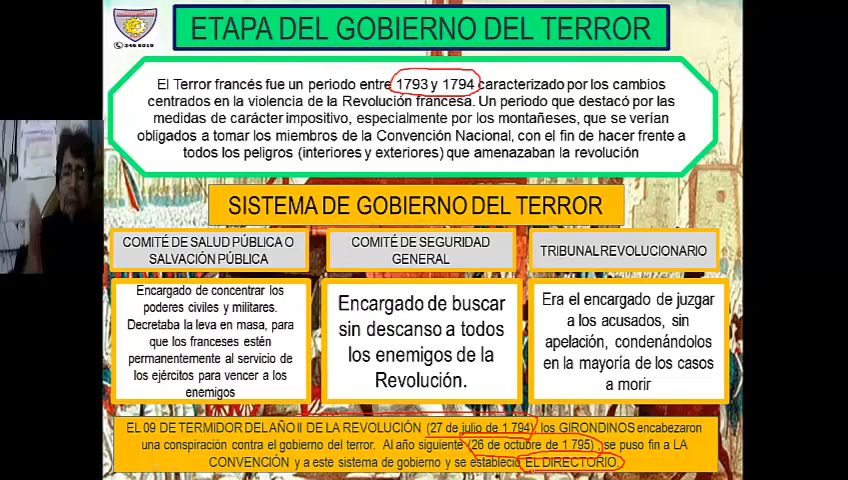 246 6019
ETAPA DEL GOBIERNO DEL TERROR
El Terror francés fue un periodo entre 1793 y 1794 caracterizado por los cambios
centrados en la violencia de la Revolución francesa. Un periodo que destacó por las
medidas de carácter impositivo, especialmente por los montañeses, que se verían
obligados a tomar los miembros de la Convención Nacional, con el fin de hacer frente a
todos los peligros (interiores y exteriores) que amenazaban la revolución
SISTEMA DE GOBIERNO DEL TERROR
COMITÉ DE SALUD PÚBLICA O
SALVACIÓN PÚBLICA
Encargado de concentrar los
poderes civiles y militares.
Decretaba la leva en masa, para
que los franceses estén
permanentemente al servicio de
los ejércitos para vencer a los
enemigos
COMITÉ DE SEGURIDAD
GENERAL
Encargado de buscar
sin descanso a todos
los enemigos de la
Revolución.
TRIBUNAL REVOLUCIONARIO
Era el encargado de juzgar
a los acusados, sin
apelación, condenándolos
en la mayoría de los casos
a morir
EL 09 DE TERMIDOR DEL AÑO II DE LA REVOLUCIÓN (27 de julio de 1 794) los GIRONDINOS encabezaron
una conspiración contra el gobierno del terror. Al año siguiente (26 de octubre de 1 795), se puso fin a LA
CONVENCIÓN y a este sistema de gobierno y se estableció EL DIRECTORIO.